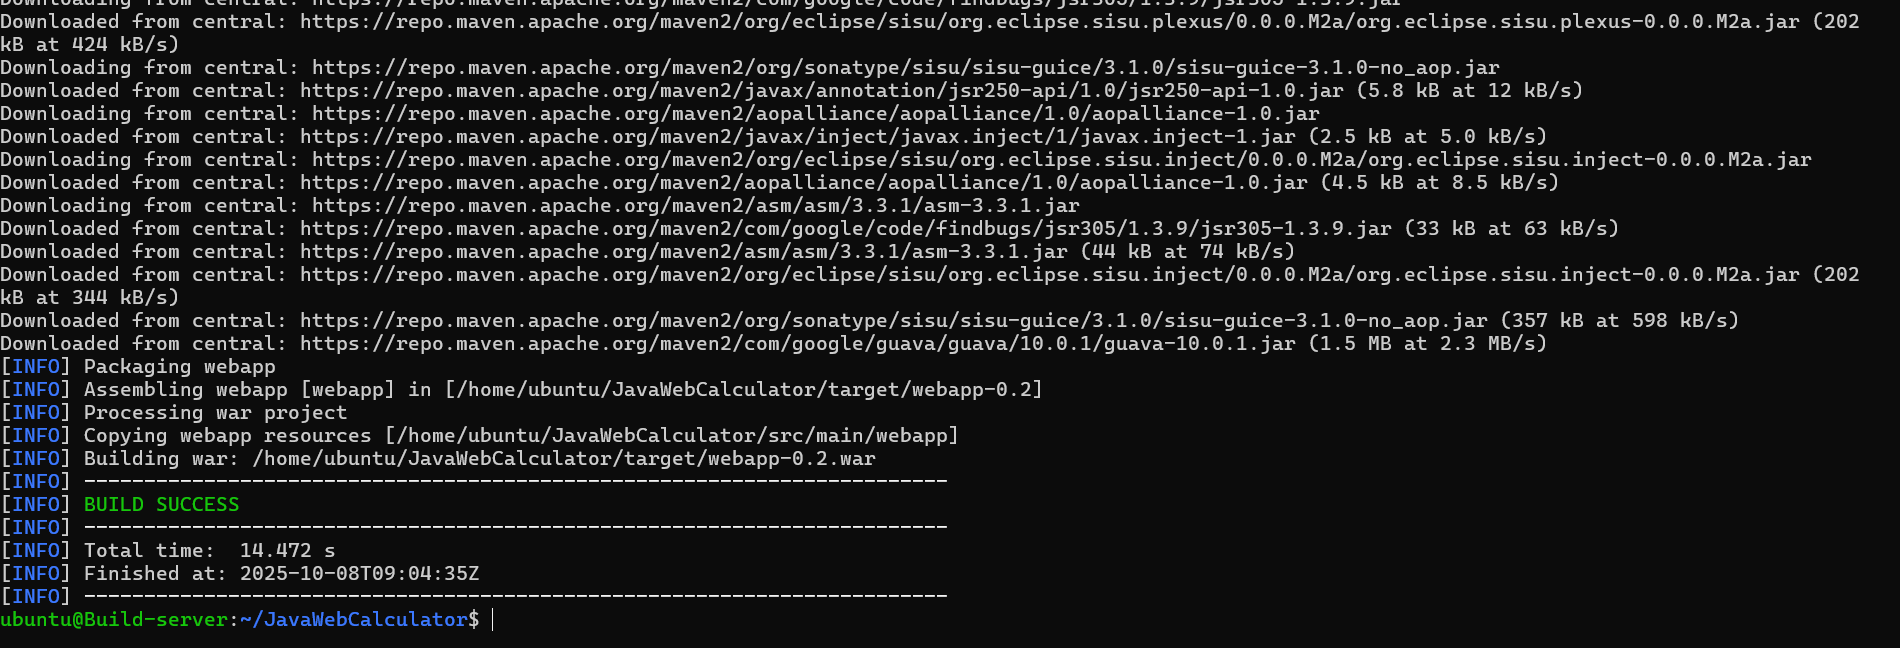 Downloading from central: https://repo.maven.apache.org/maven2/com/google/code/findbugs/jsr305/1.3.9/jsr305-1.3.9.jar
Downloaded from central: https://repo.maven.apache.org/maven2/org/eclipse/sisu/org.eclipse.sisu.plexus/0.0.0.M2a/org.eclipse.sisu.plexus-0.0.0.M2a.jar (202
kB at 424 kB/s)
Downloading from central: https://repo.maven.apache.org/maven2/org/sonatype/sisu/sisu-guice/3.1.0/sisu-guice-3.1.0-no_aop.jar
Downloaded from central: https://repo.maven.apache.org/maven2/javax/annotation/jsr250-api/1.0/jsr250-api-1.0.jar (5.8 kB at 12 kB/s)
Downloading from central: https://repo.maven.apache.org/maven2/aopalliance/aopalliance/1.0/aopalliance-1.0.jar
Downloaded from central: https://repo.maven.apache.org/maven2/javax/inject/javax.inject/1/javax.inject-1.jar (2.5 kB at 5.0 kB/s)
Downloading from central: https://repo.maven.apache.org/maven2/org/eclipse/sisu/org.eclipse.sisu.inject/0.0.0.M2a/org.eclipse.sisu.inject-0.0.0.M2a.jar
Downloaded from central: https://repo.maven.apache.org/maven2/aopalliance/aopalliance/1.0/aopalliance-1.0.jar (4.5 kB at 8.5 kB/s)
Downloading from central: https://repo.maven.apache.org/maven2/asm/asm/3.3.1/asm-3.3.1.jar
Downloaded from central: https://repo.maven.apache.org/maven2/com/google/code/findbugs/jsr305/1.3.9/jsr305-1.3.9.jar (33 kB at 63 kB/s)
Downloaded from central: https://repo.maven.apache.org/maven2/asm/asm/3.3.1/asm-3.3.1.jar (44 kB at 74 kB/s)
Downloaded from central: https://repo.maven.apache.org/maven2/org/eclipse/sisu/org.eclipse.sisu.inject/0.0.0.M2a/org.eclipse.sisu.inject-0.0.0.M2a.jar (202
kB at 344 kB/s)
Downloaded from central: https://repo.maven.apache.org/maven2/org/sonatype/sisu/sisu-guice/3.1.0/sisu-guice-3.1.0-no_aop.jar (357 kB at 598 kB/s)
Downloaded from central: https://repo.maven.apache.org/maven2/com/google/guava/guava/10.0.1/guava-10.0.1.jar (1.5 MB at 2.3 MB/s)
[INFO] Packaging webapp
[INFO] Assembling webapp [webapp] in [/home/ubuntu/JavaWebCalculator/target/webapp-0.2]
[INFO] Processing war project
[INFO] Copying webapp resources [/home/ubuntu/JavaWebCalculator/src/main/webapp]
[INFO] Building war: /home/ubuntu/JavaWebCalculator/target/webapp-0.2.war
[INFO] ------------------------------------------------------------------------
[INFO] BUILD SUCCESS
[INFO] ------------------------------------------------------------------------
[INFO] Total time:  14.472 s
[INFO] Finished at: 2025-10-08T09:04:35Z
[INFO] ------------------------------------------------------------------------
ubuntu@Build-server:~/JavaWebCalculator$